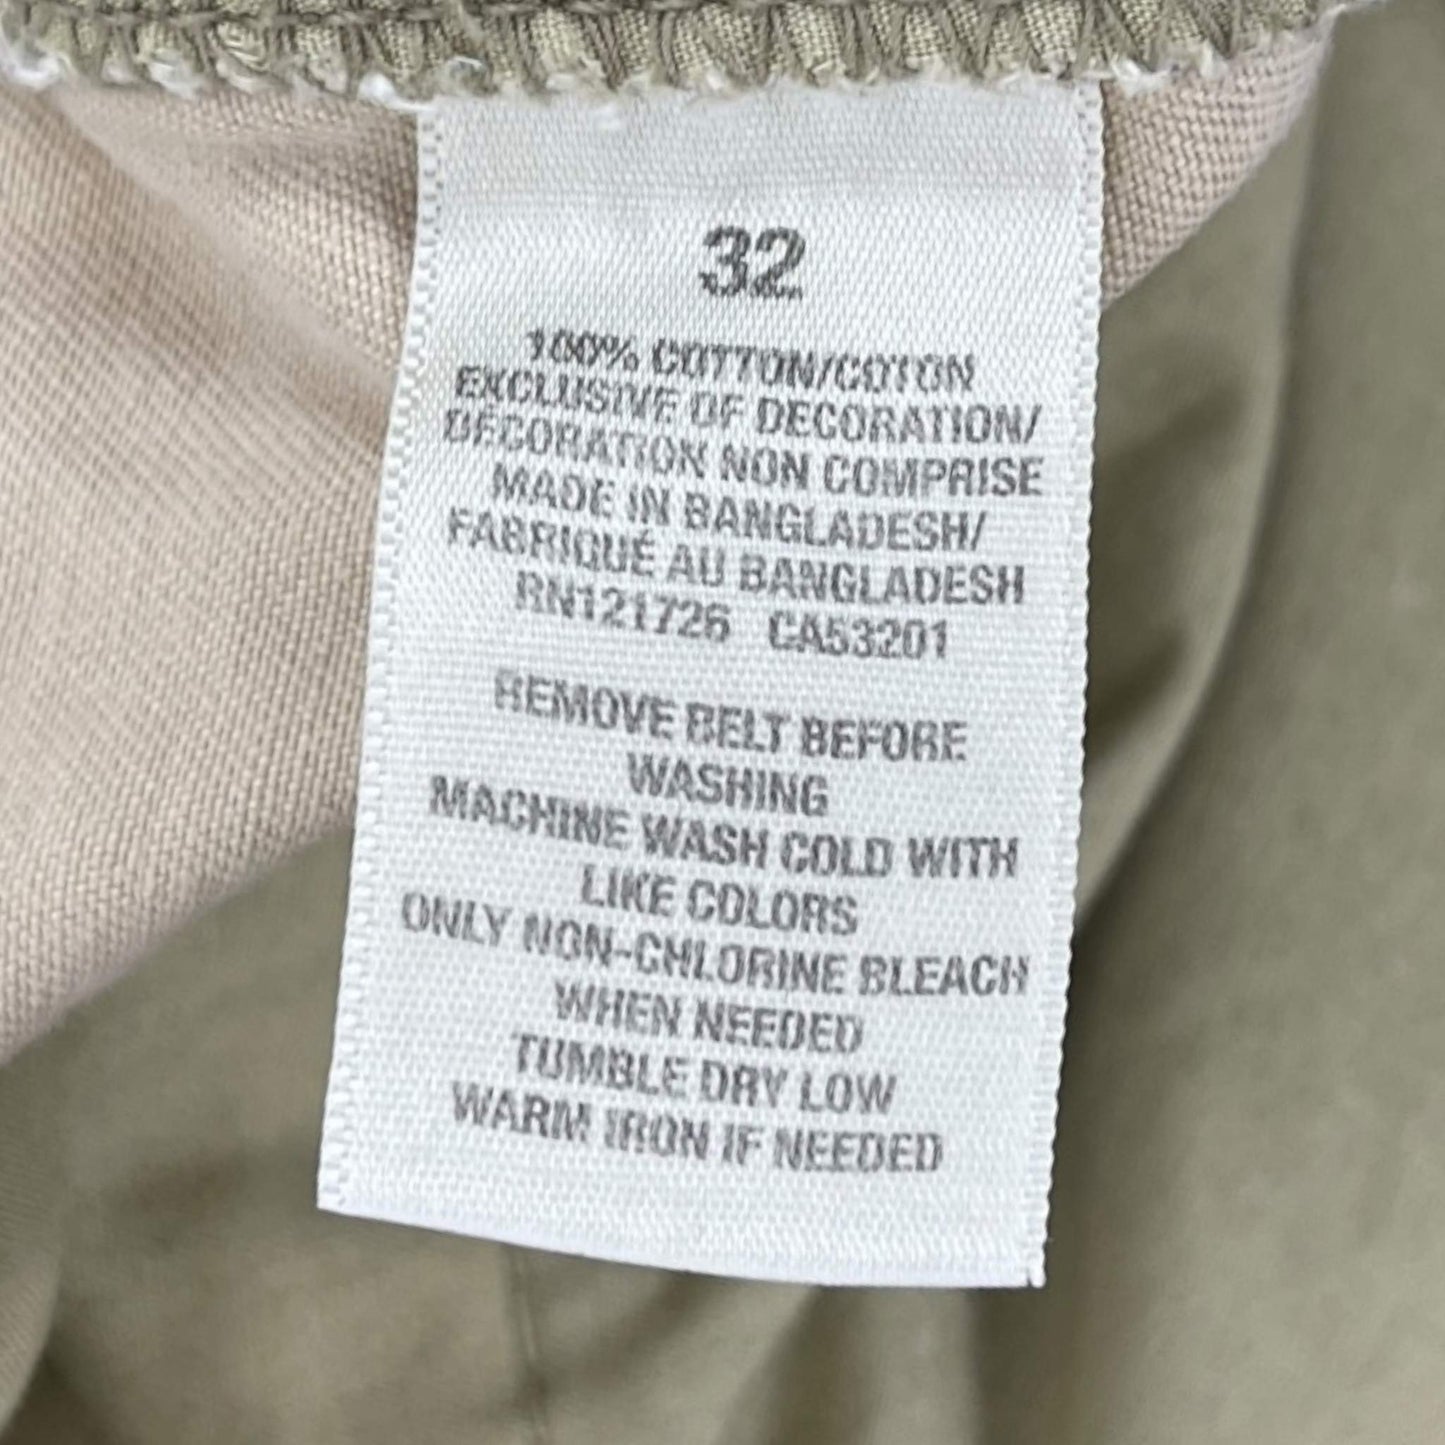 32
100% COTTON/COTON
EXCLUSIVE OF DECORATION/
DÉCORATION NON COMPRISE
MADE IN BANGLADESH/
FABRIQUÉ AU BANGLADESH
RN121726 CA53201
REMOVE BELT BEFORE
WASHING
MACHINE WASH COLD WITH
LIKE COLORS
ONLY NON-CHLORINE BLEACH
WHEN NEEDED
TUMBLE DRY LOW
WARM IRON IF NEEDED